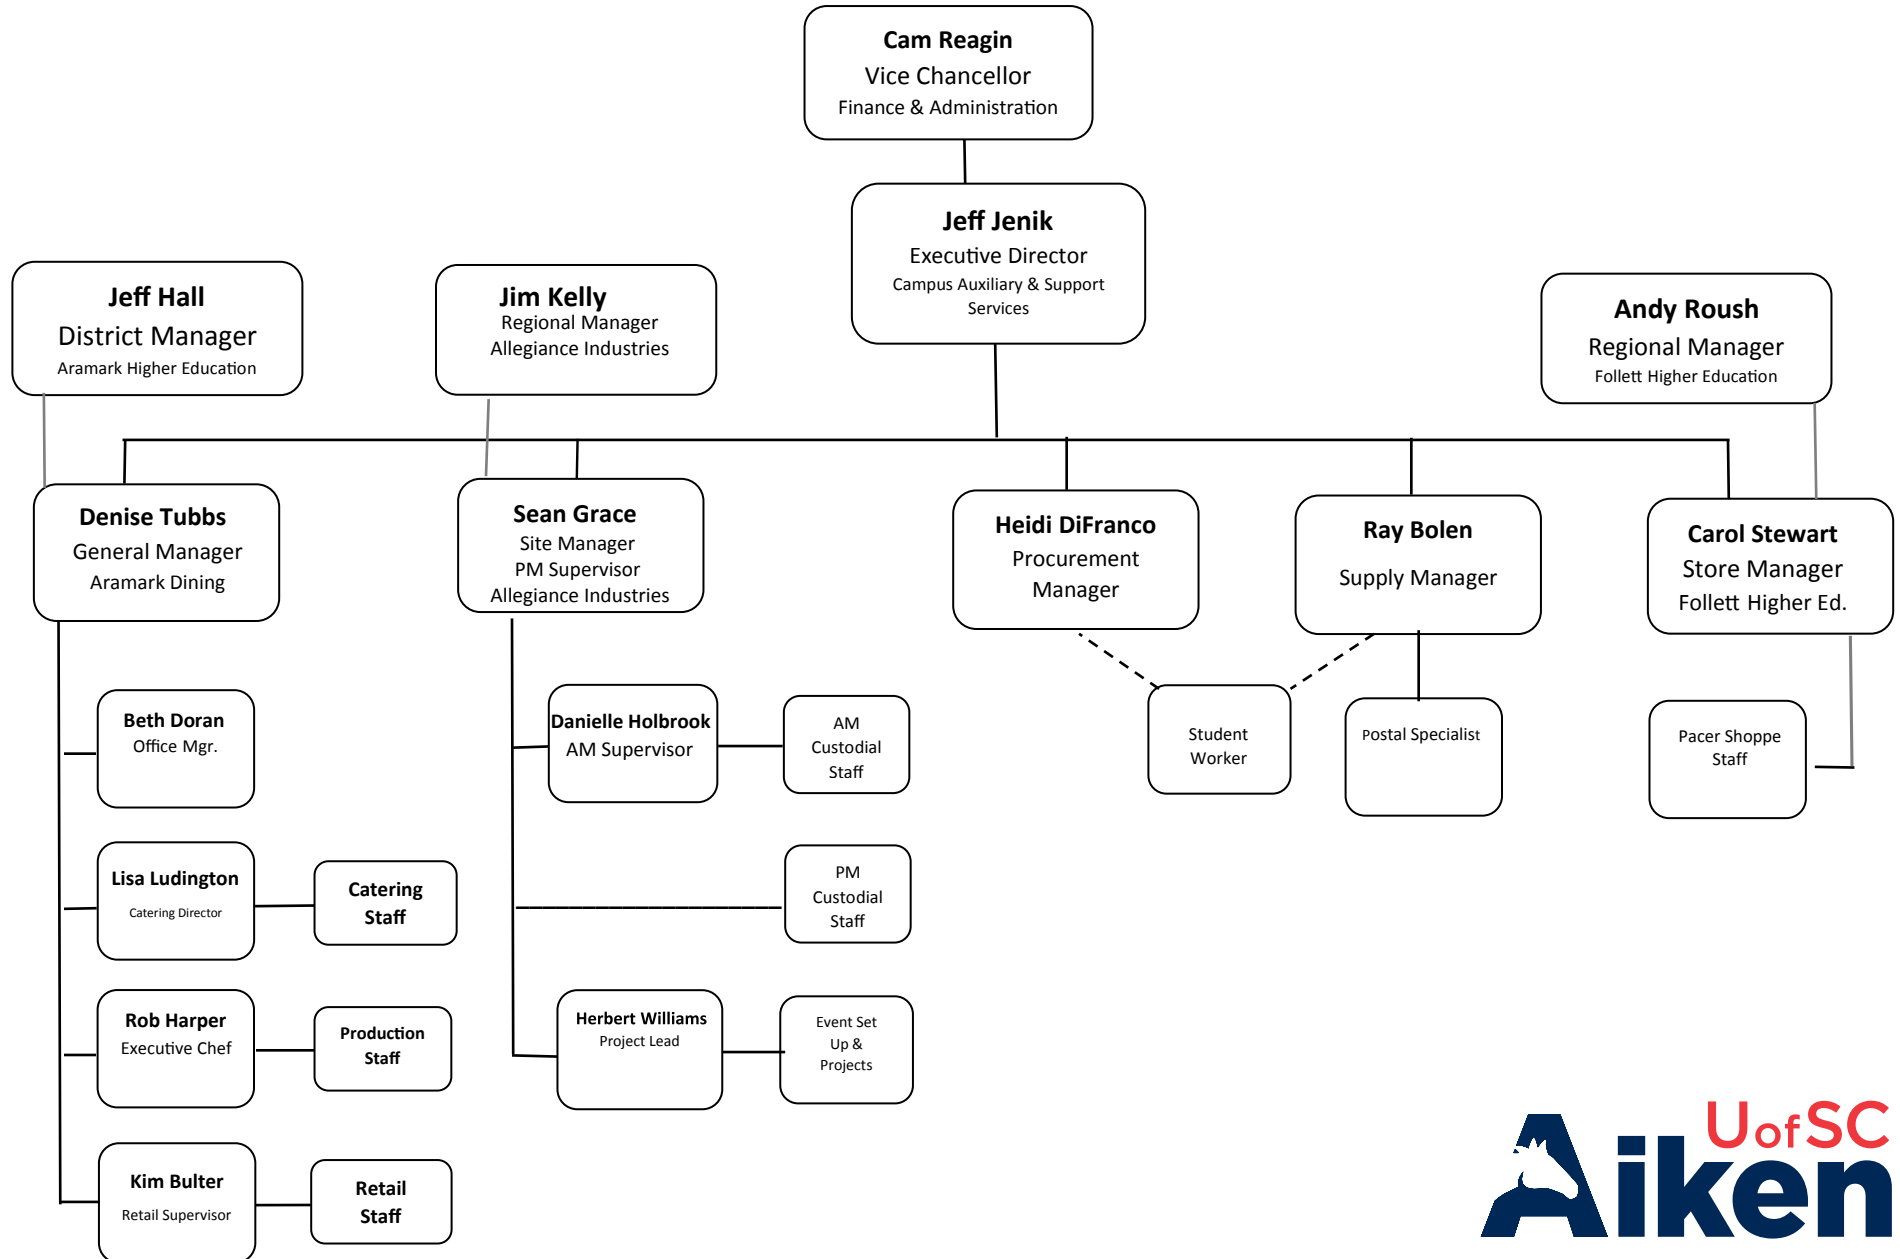 Cam Reagin
Vice Chancellor
Finance & Administration
Jeff Jenik
Executive Director
Campus Auxiliary & Support
Services
Jeff Hall
District Manager
Aramark Higher Education
Jim Kelly
Regional Manager
Allegiance Industries
Andy Roush
Regional Manager
Follett Higher Education
Denise Tubbs
General Manager
Aramark Dining
Sean Grace
Site Manager
PM Supervisor
Allegiance Industries
Heidi DiFranco
Procurement
Manager
Ray Bolen
Supply Manager
Carol Stewart
Store Manager
Follett Higher Ed.
Beth Doran
Office Mgr.
Danielle Holbrook
AM Supervisor
AM
Custodial
Staff
Student
Worker
Postal Specialist
Pacer Shoppe
Staff
Lisa Ludington
Catering Director
Catering
Staff
PM
Custodial
Staff
Rob Harper
Executive Chef
Production
Staff
Herbert Williams
Project Lead
Event Set
Up &
Projects
Kim Bulter
Retail Supervisor
Retail
Staff
UofSC
Aiken